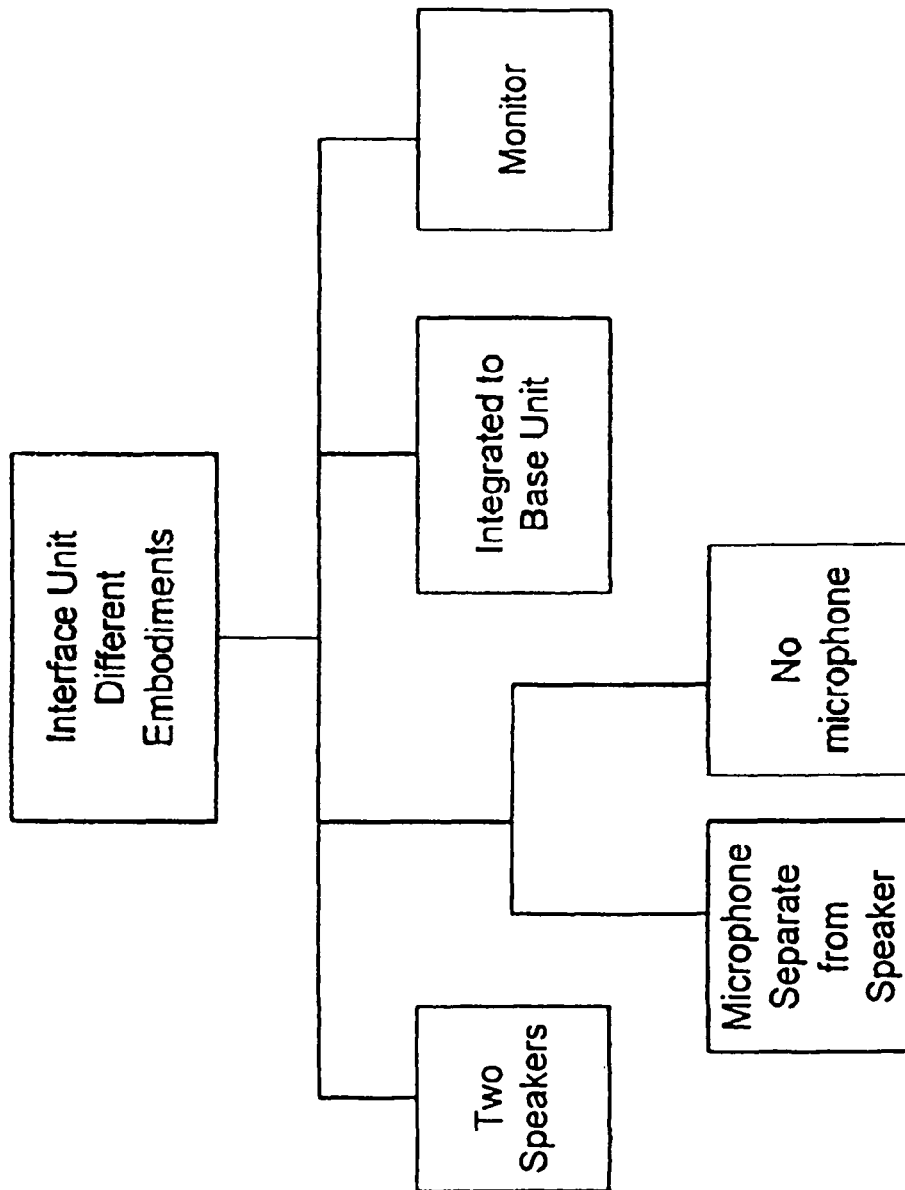 Interface Unit
Different
Embodiments
Two
Speakers
Microphone
Separate
from
Speaker
No
microphone
Integrated to
Base Unit
Monitor